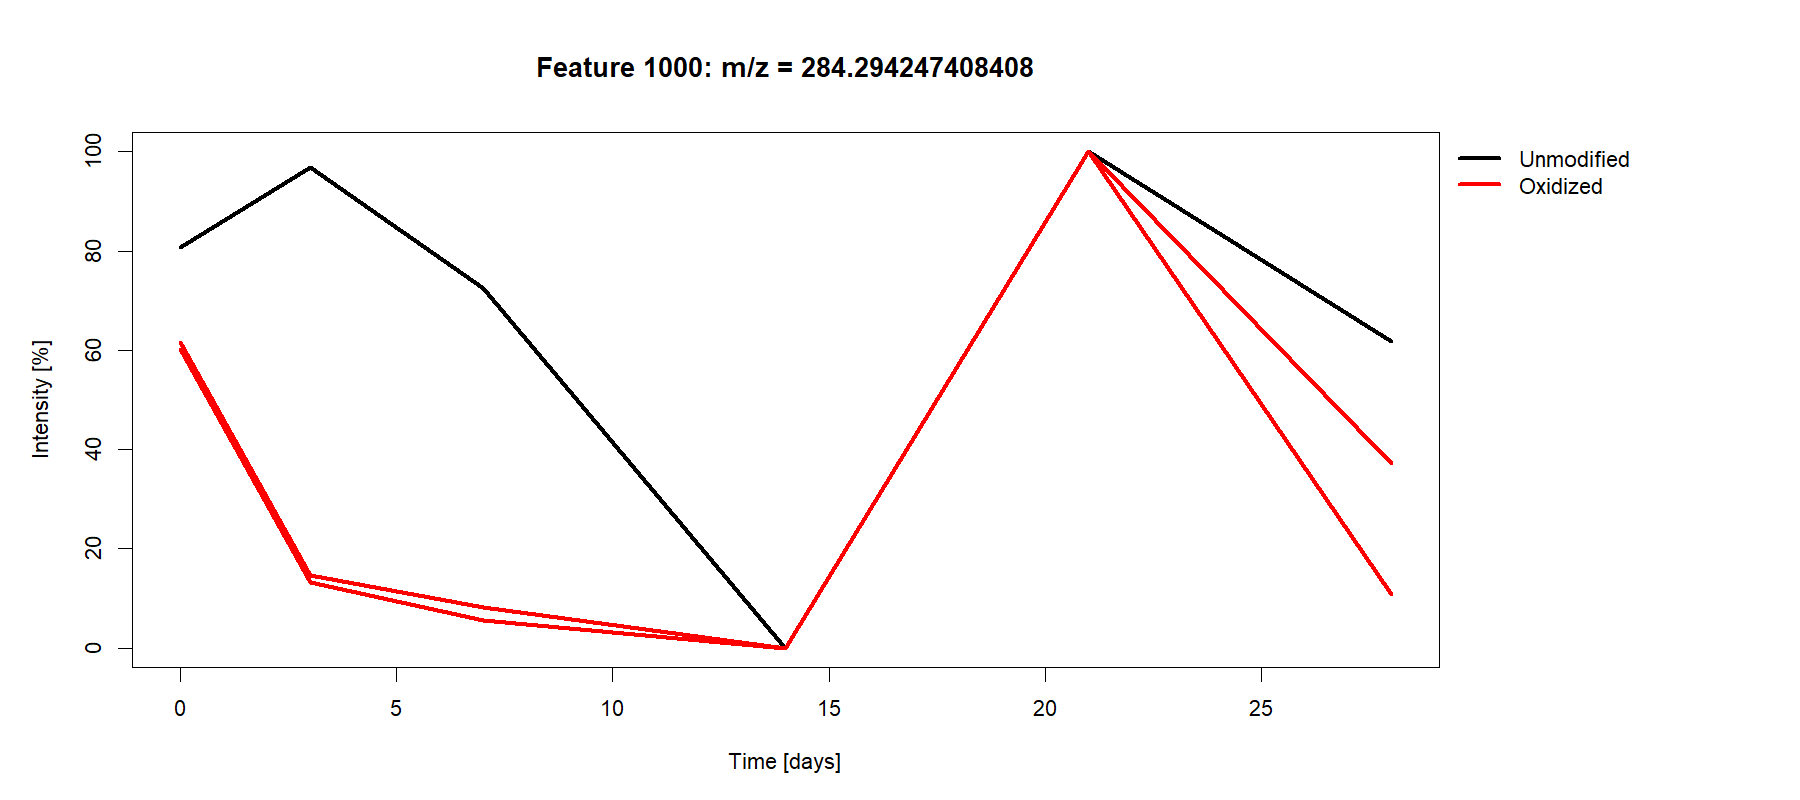 Feature 1000: m/z = 284.294247408408
Unmodified
Oxidized
Intensity [%]
100
80
60
40
20
0
0 5 10 15 20 25
Time [days]